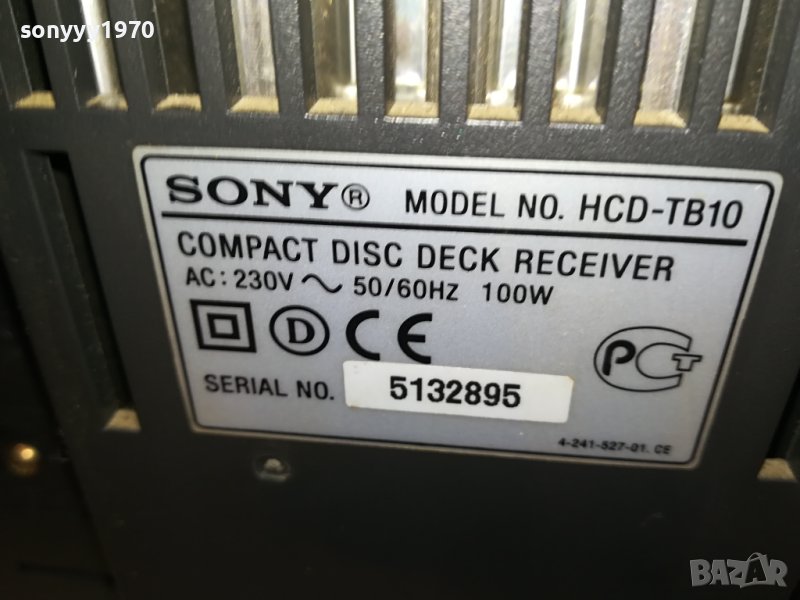 sonyyy1970
SONY® MODEL NO. HCD-TB10
COMPACT DISC DECK RECEIVER
AC: 230V ~ 50/60Hz 100W
D CE
PCT
SERIAL NO. 5132895
4-241-527-01. CE
BAZAR